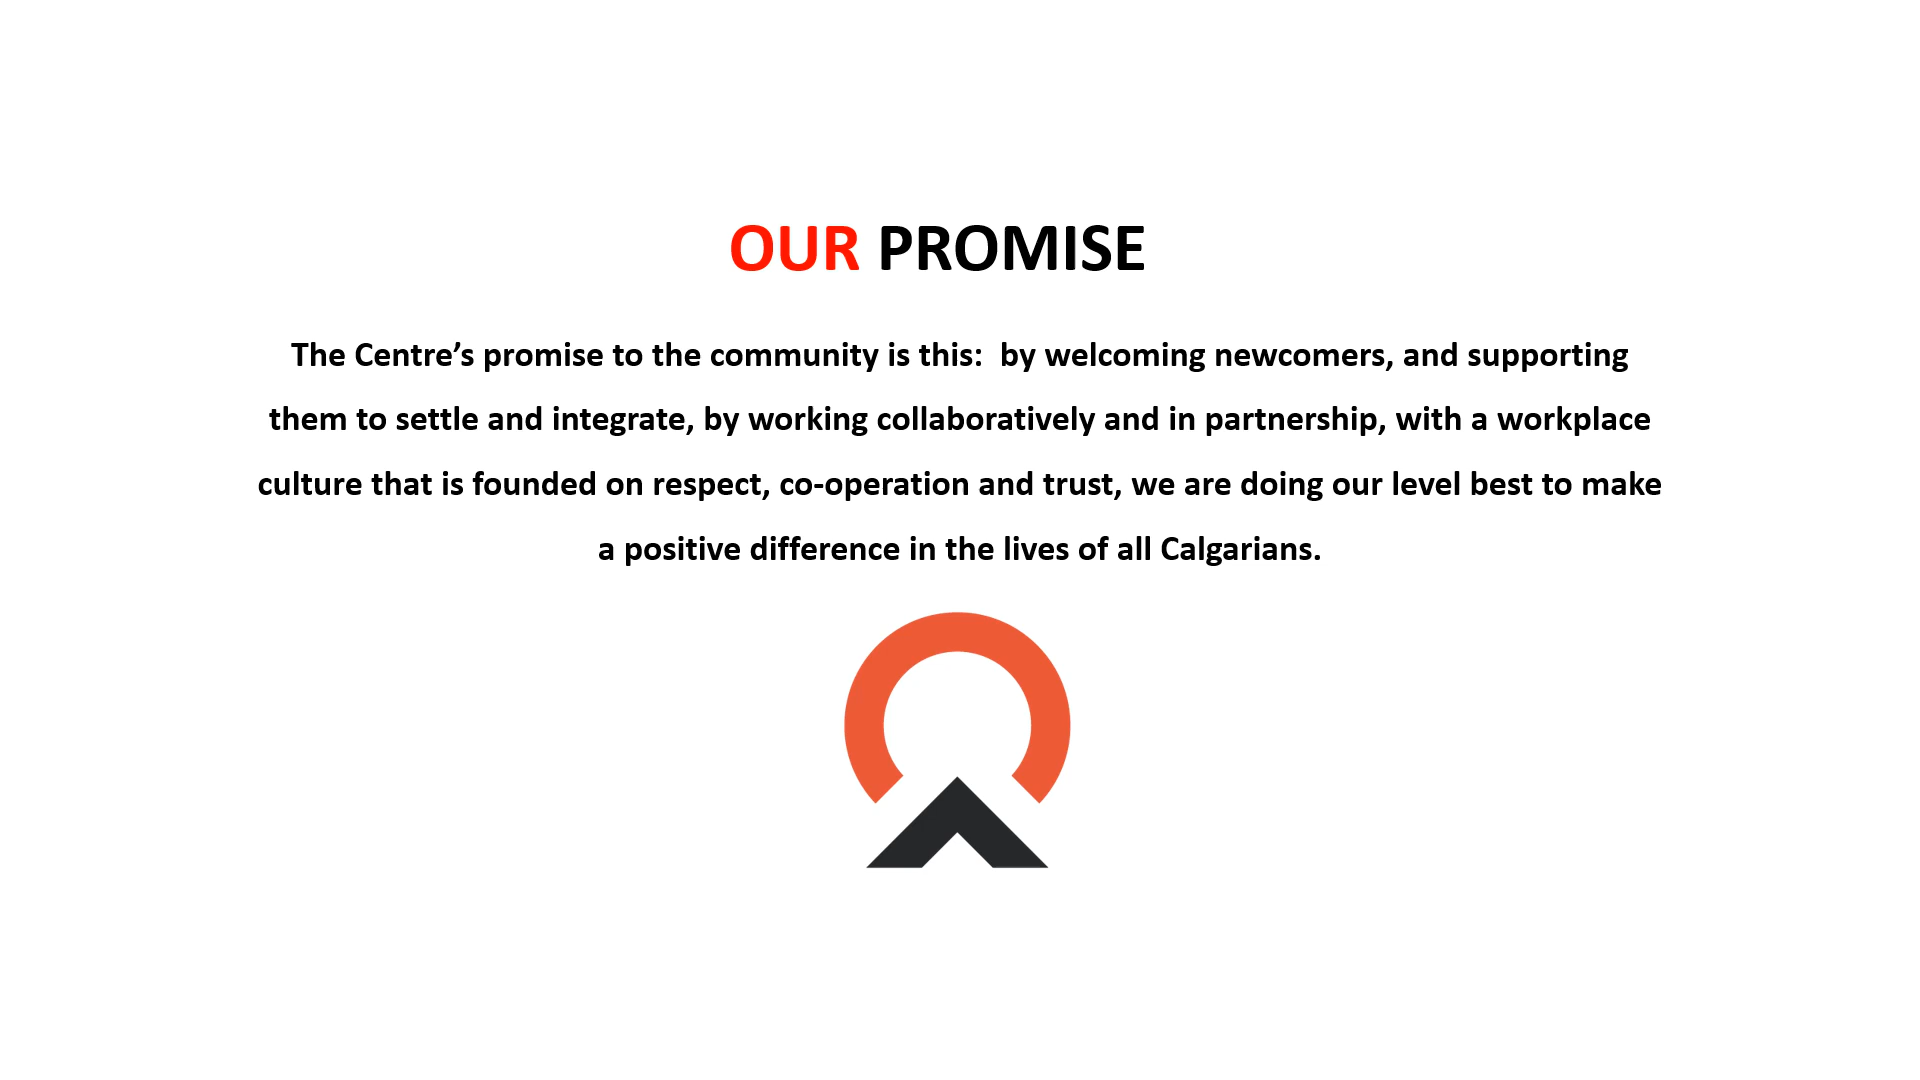 OUR PROMISE
The Centre’s promise to the community is this:  by welcoming newcomers, and supporting
them to settle and integrate, by working collaboratively and in partnership, with a workplace
culture that is founded on respect, co-operation and trust, we are doing our level best to make
a positive difference in the lives of all Calgarians.